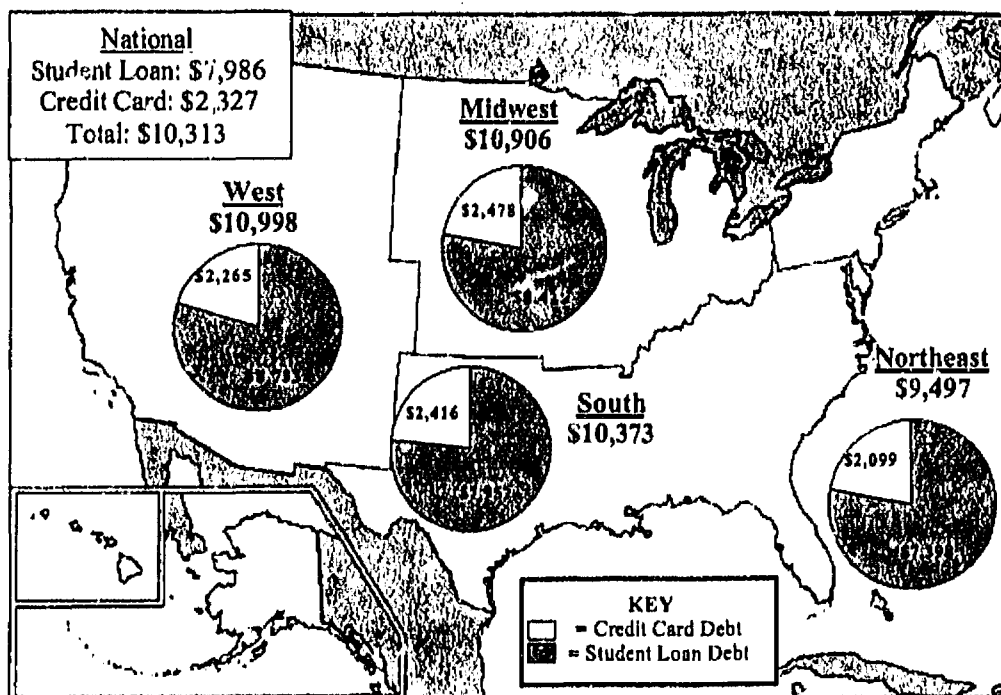 National
Student Loan: $7,986
Credit Card: $2,327
Total: $10,313
Midwest
$10,906
$2,478
West
$10,998
$2,265
South
$10,373
$2,416
Northeast
$9,497
$2,099
KEY
= Credit Card Debt
= Student Loan Debt